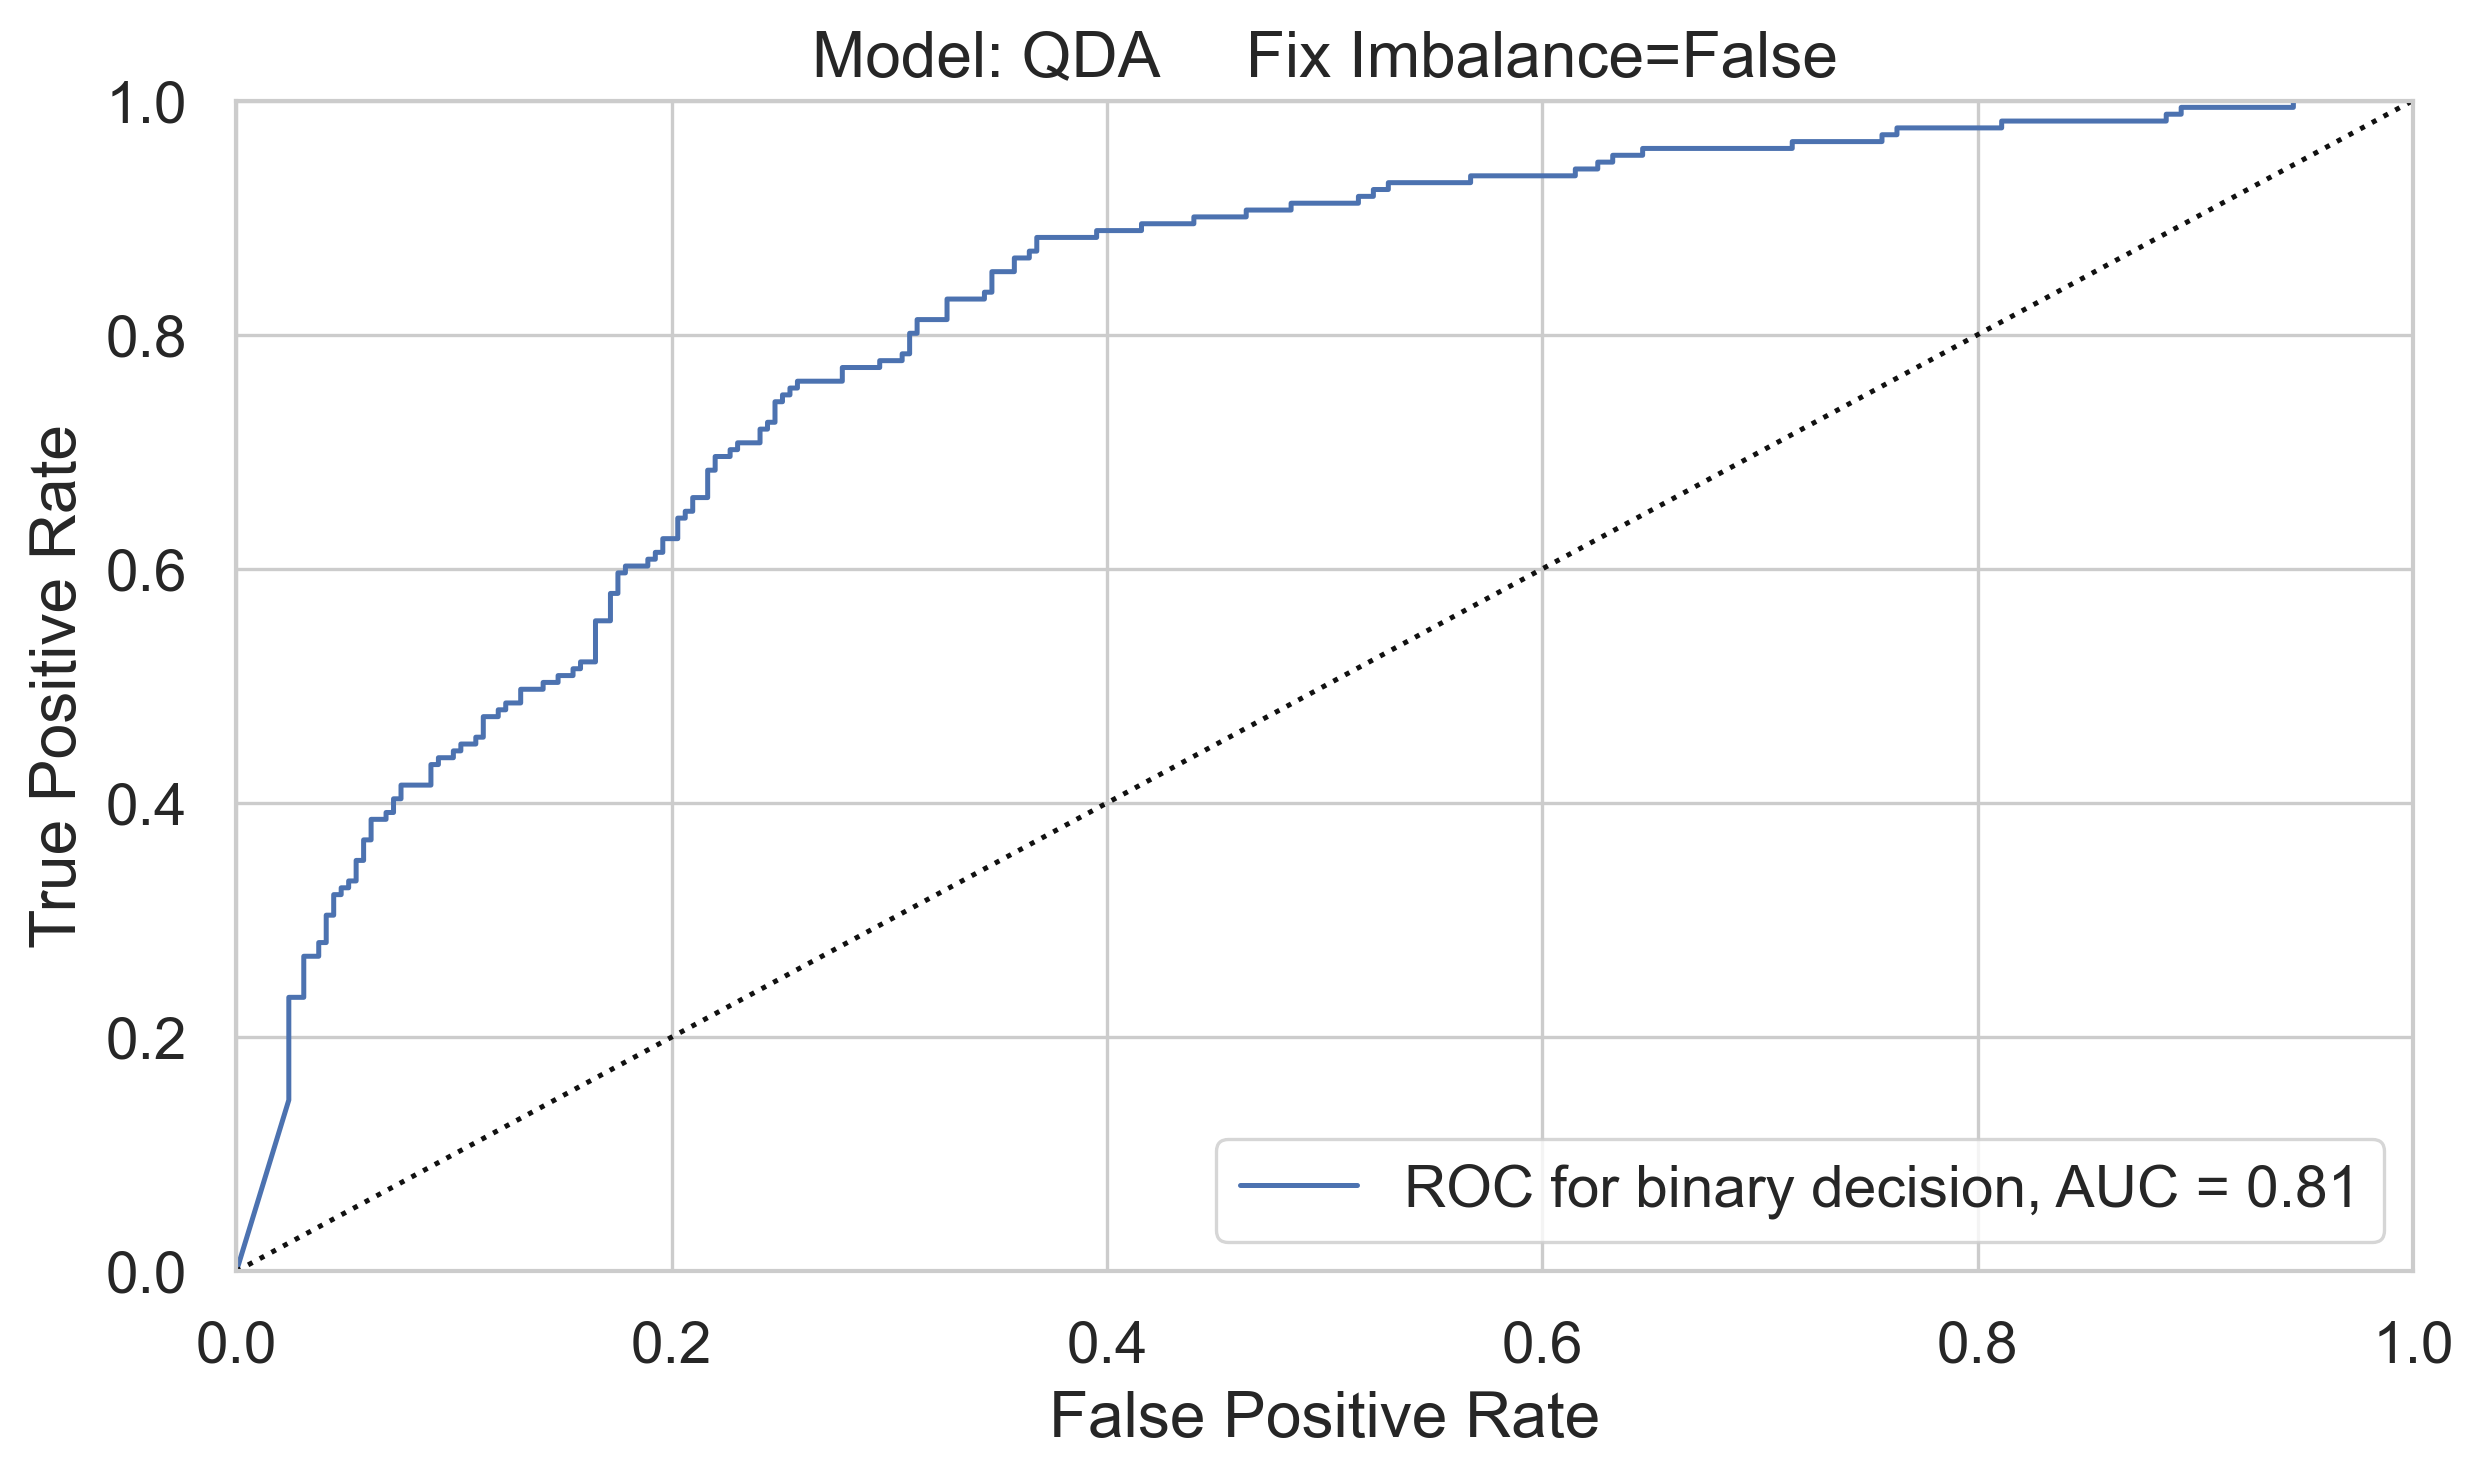 Model: QDA     Fix Imbalance=False
1.0
0.8
0.6
0.4
0.2
0.0
True Positive Rate
ROC for binary decision, AUC = 0.81
0.0 0.2 0.4 0.6 0.8 1.0
False Positive Rate